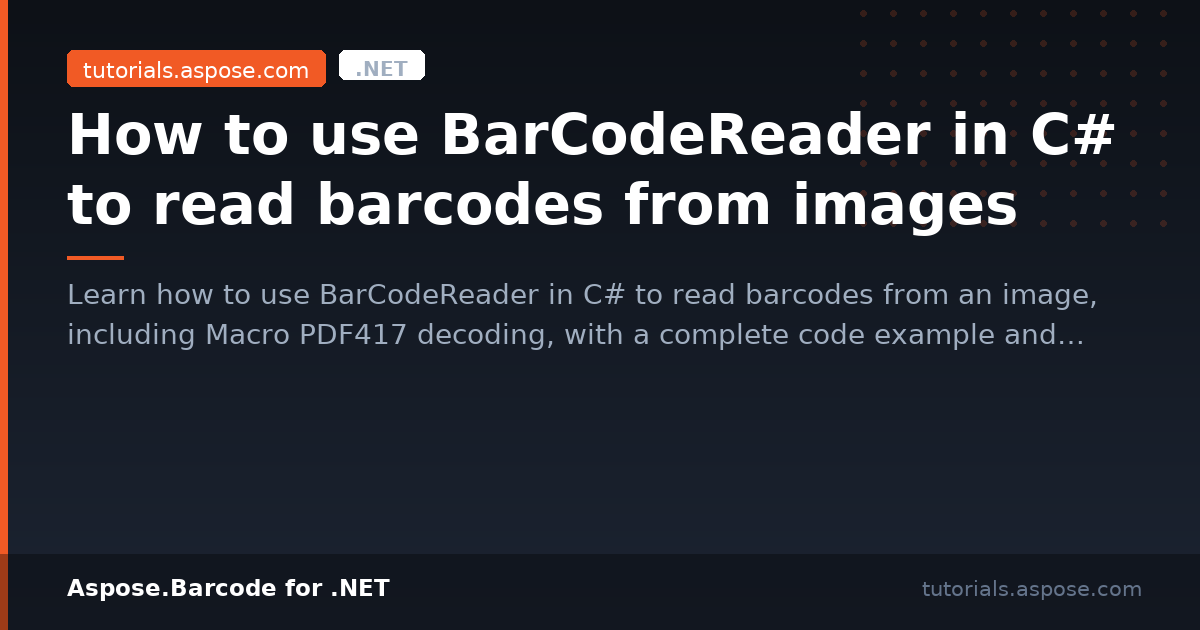 tutorials.aspose.com
.NET
How to use BarCodeReader in C#
to read barcodes from images
Learn how to use BarCodeReader in C# to read barcodes from an image,
including Macro PDF417 decoding, with a complete code example and...
Aspose.Barcode for .NET
tutorials.aspose.com